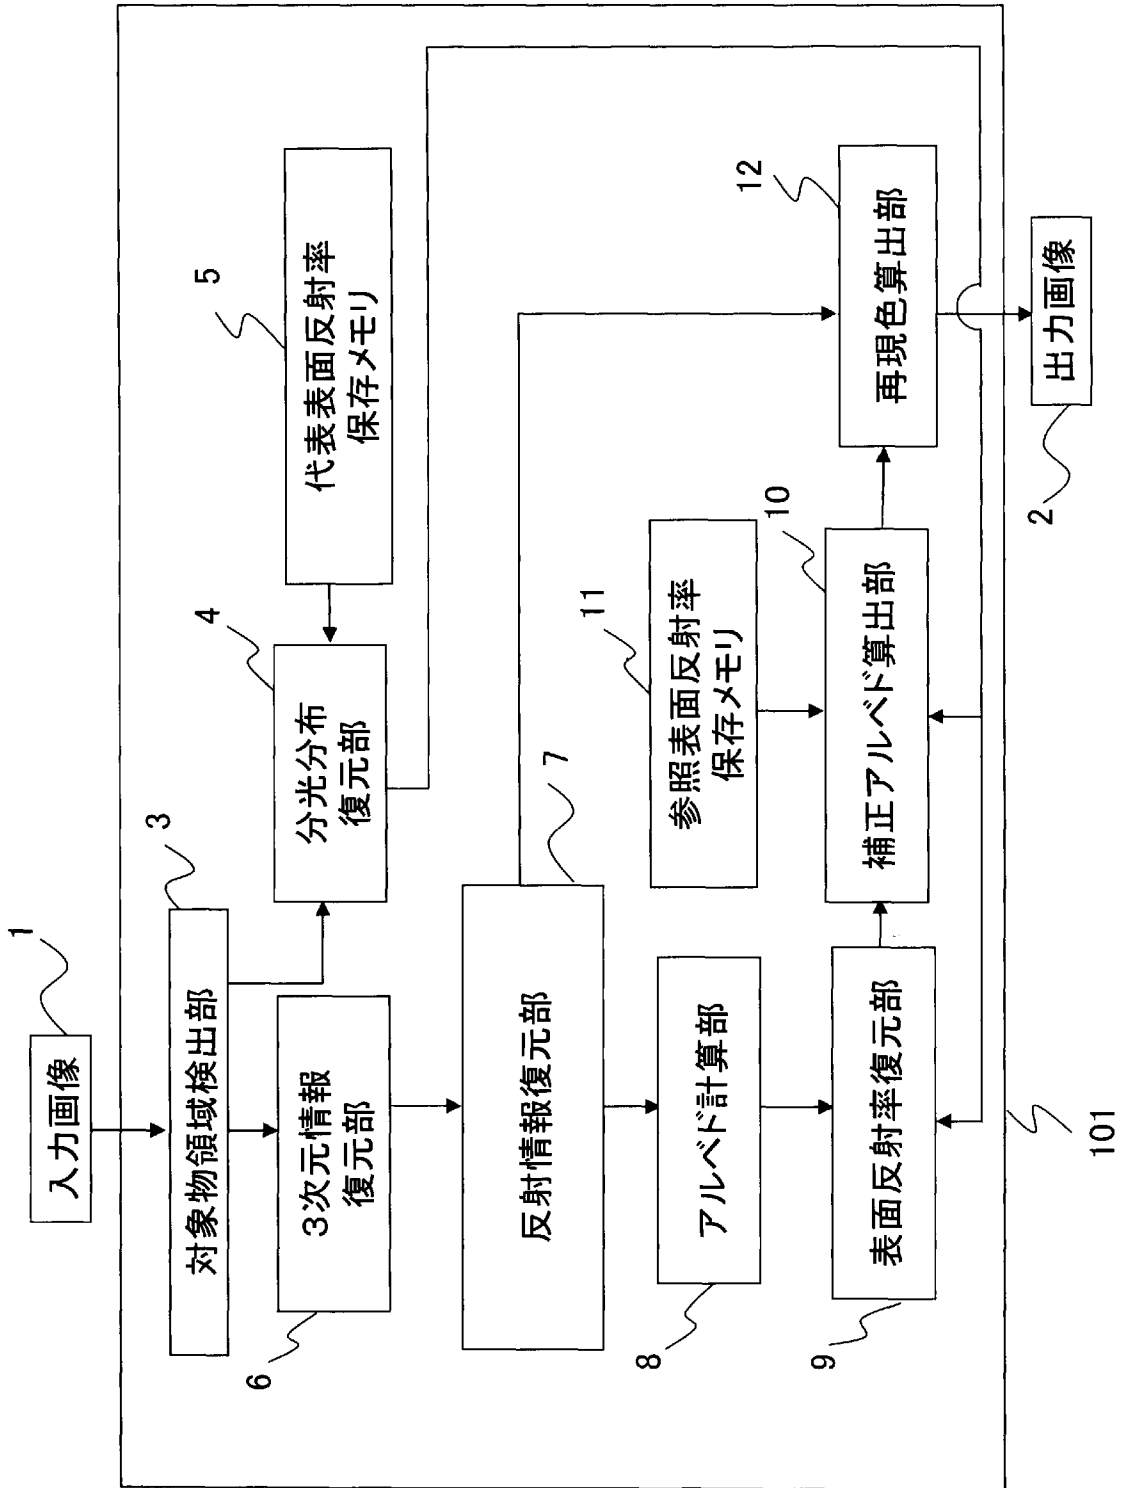 1
入力画像
3
対象物領域検出部
4
分光分布
復元部
5
代表表面反射率
保存メモリ
6
3次元情報
復元部
7
反射情報復元部
8
アルベド計算部
9
表面反射率復元部
10
補正アルベド算出部
11
参照表面反射率
保存メモリ
12
再現色算出部
2
出力画像
101